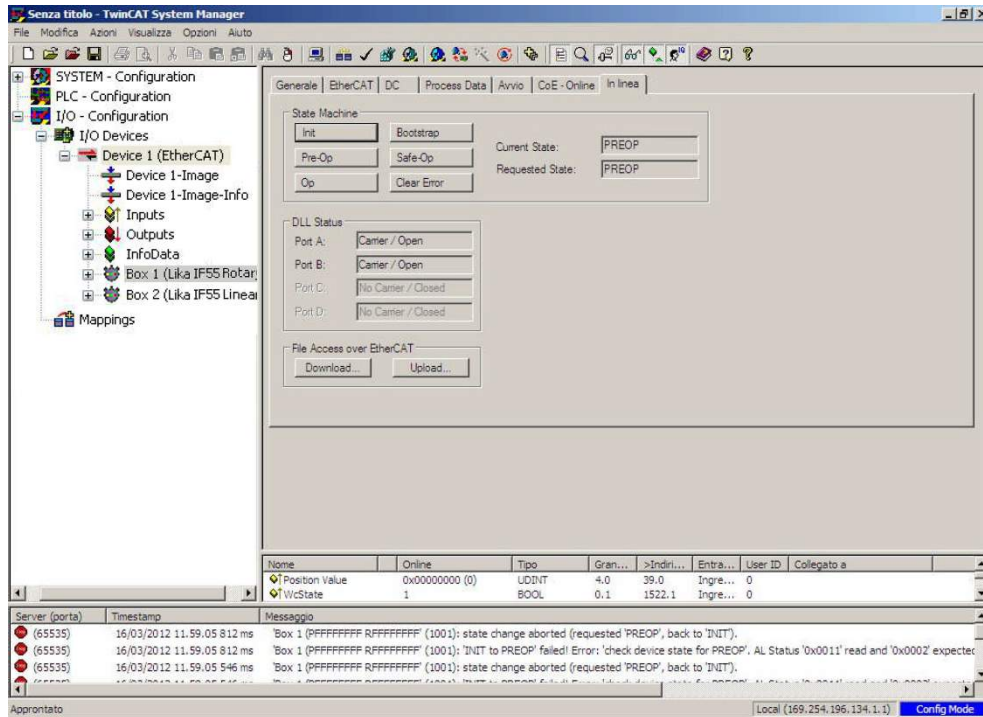 Senza titolo - TwinCAT System Manager
File Modifica Azioni Visualizza Opzioni Aiuto
SYSTEM - Configuration
PLC - Configuration
I/O - Configuration
I/O Devices
Device 1 (EtherCAT)
Device 1-Image
Device 1-Image-Info
Inputs
Outputs
InfoData
Box 1 (Lika IF55 Rotar
Box 2 (Lika IF55 Linea
Mappings
Generale EtherCAT DC Process Data Avvio CoE - Online In linea
State Machine
Init Bootstrap
Pre-Op Safe-Op
Op Clear Error
Current State: PREOP
Requested State: PREOP
DLL Status
Port A: Carrier / Open
Port B: Carrier / Open
Port C: No Carrier / Closed
Port D: No Carrier / Closed
File Access over EtherCAT
Download... Upload...
Nome Online Tipo Gran... >Indiri... Entra... User ID Collegato a
Position Value 0x00000000 (0) UDINT 4.0 39.0 Ingre... 0
WcState 1 BOOL 0.1 1522.1 Ingre... 0
Server (porta) Timestamp Messaggio
(65535) 16/03/2012 11.59.05 812 ms 'Box 1 (PFFFFFFFF RFFFFFFFF' (1001): state change aborted (requested 'PREOP', back to 'INIT').
(65535) 16/03/2012 11.59.05 812 ms 'Box 1 (PFFFFFFFF RFFFFFFFF' (1001): 'INIT to PREOP' failed! Error: 'check device state for PREOP'. AL Status '0x0011' read and '0x0002' expected
(65535) 16/03/2012 11.59.05 546 ms 'Box 1 (PFFFFFFFF RFFFFFFFF' (1001): state change aborted (requested 'PREOP', back to 'INIT').
Approntato
Local (169.254.196.134.1.1) Config Mode